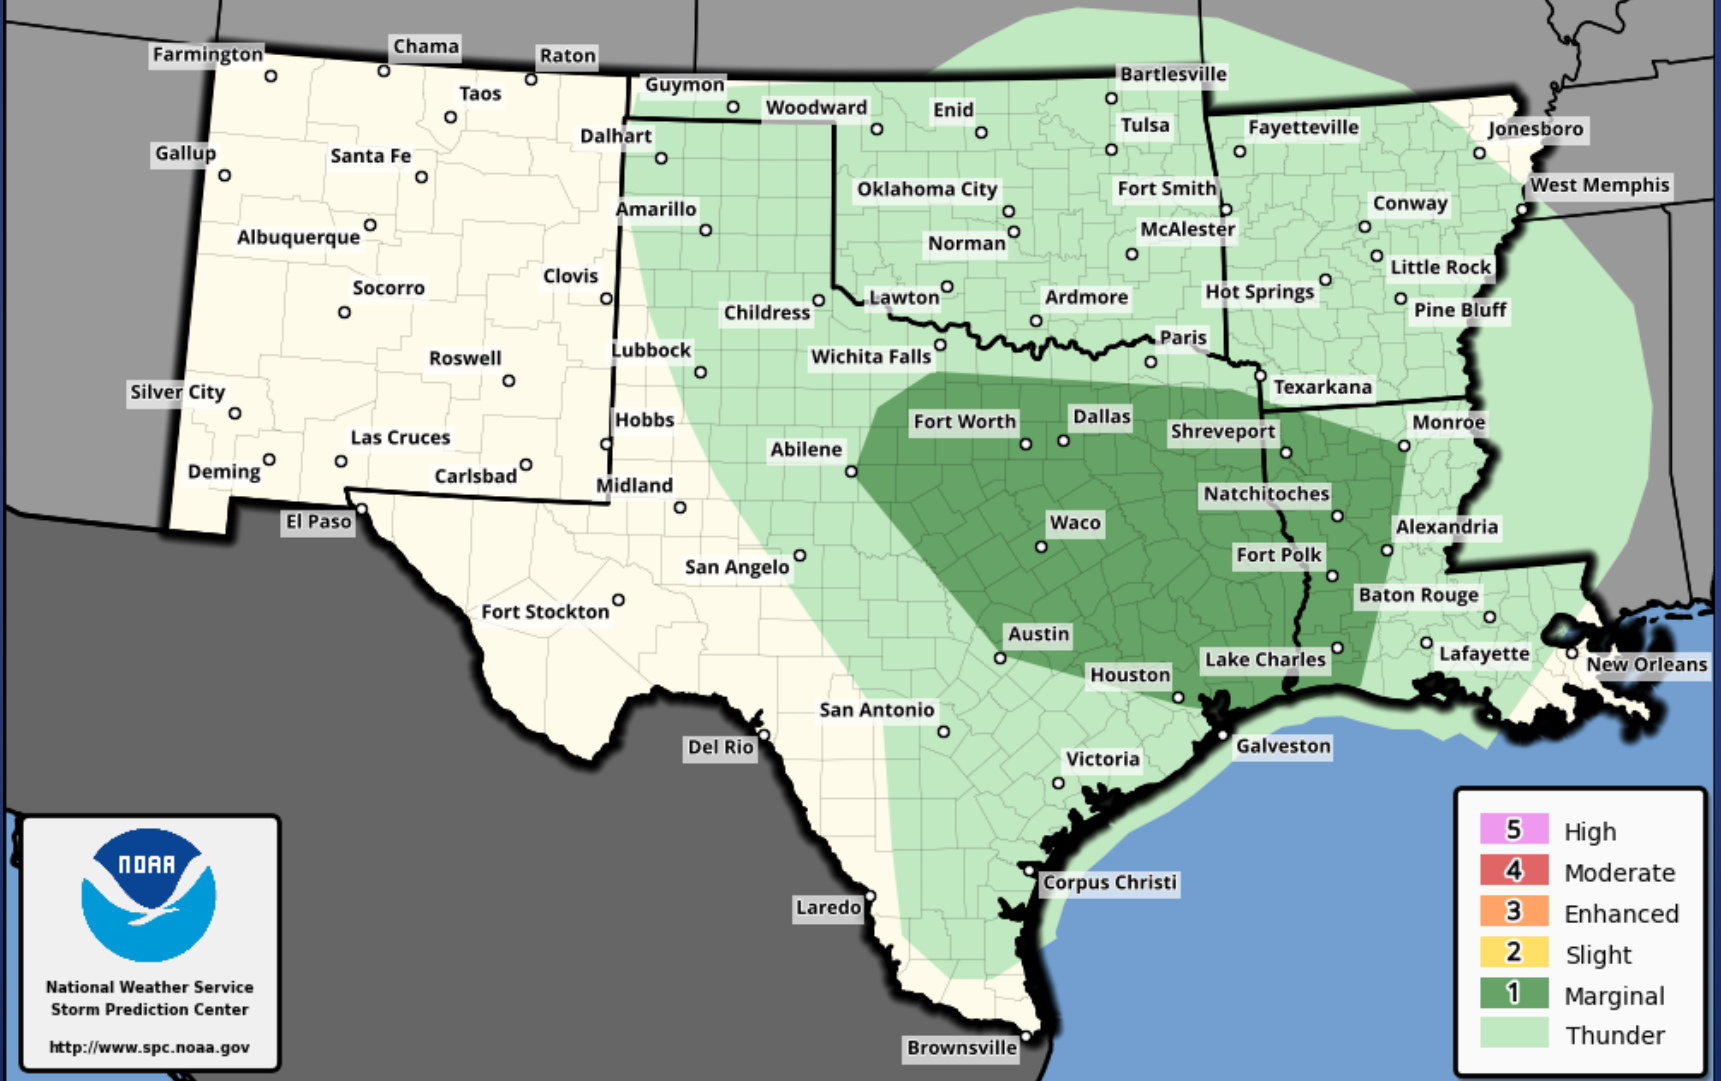 Farmington
Chama
Raton
Taos
Guymon
Woodward
Enid
Bartlesville
Tulsa
Fayetteville
Jonesboro
Gallup
Santa Fe
Dalhart
Oklahoma City
Fort Smith
West Memphis
Conway
Amarillo
Albuquerque
Norman
McAlester
Little Rock
Clovis
Socorro
Childress
Lawton
Ardmore
Hot Springs
Pine Bluff
Roswell
Lubbock
Wichita Falls
Paris
Texarkana
Silver City
Hobbs
Fort Worth
Dallas
Shreveport
Monroe
Las Cruces
Abilene
Deming
Carlsbad
Midland
Natchitoches
El Paso
Waco
Alexandria
San Angelo
Fort Polk
Fort Stockton
Baton Rouge
Austin
Lake Charles
Lafayette
New Orleans
Houston
San Antonio
Del Rio
Galveston
Victoria
Corpus Christi
Laredo
Brownsville
NOAA
National Weather Service
Storm Prediction Center
http://www.spc.noaa.gov
5 High
4 Moderate
3 Enhanced
2 Slight
1 Marginal
Thunder